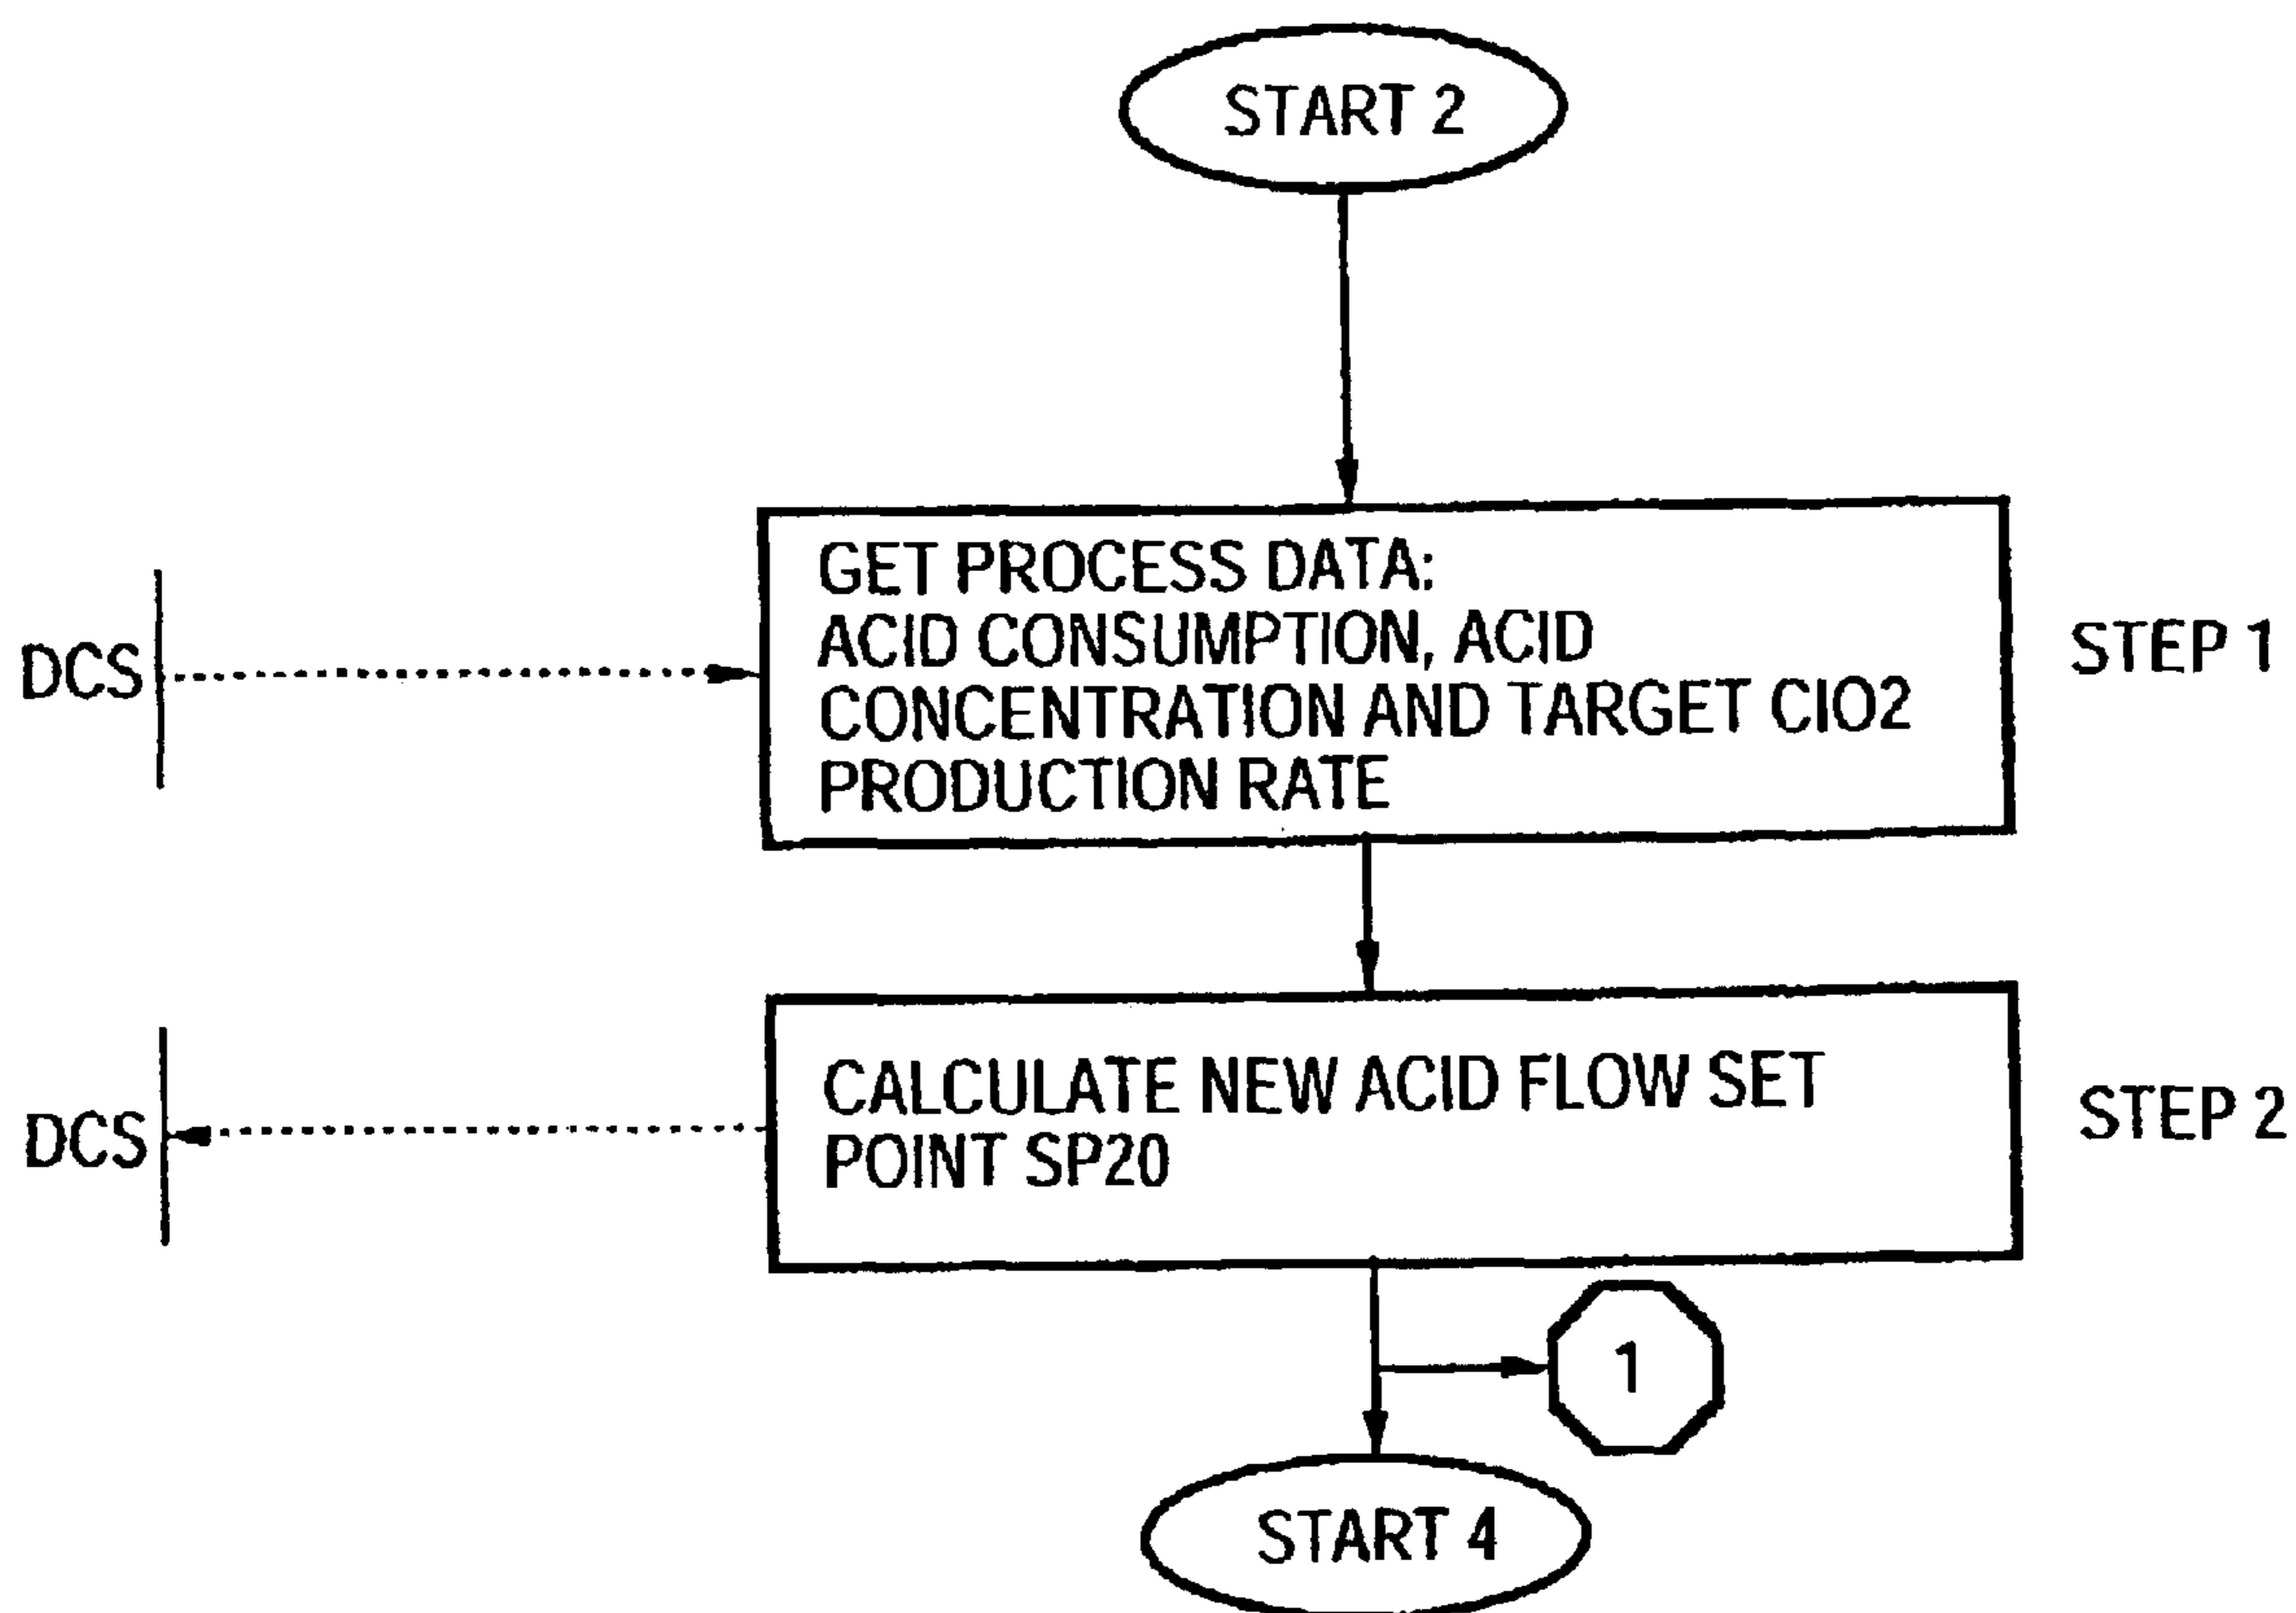 START 2
GET PROCESS DATA:
ACID CONSUMPTION, ACID
CONCENTRATION AND TARGET ClO2
PRODUCTION RATE
DCS
STEP 1
CALCULATE NEW ACID FLOW SET
POINT SP20
DCS
STEP 2
1
START 4